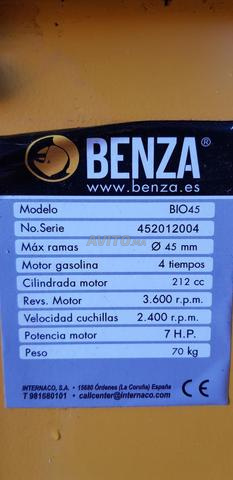 BENZA®
www.benza.es
Modelo BIO45
No.Serie 452012004
AVITO.ma
Máx ramas Ø 45 mm
Motor gasolina 4 tiempos
Cilindrada motor 212 cc
Revs. Motor 3.600 r.p.m.
Velocidad cuchillas 2.400 r.p.m.
Potencia motor 7 H.P.
Peso 70 kg
INTERNACO, S.A. • 15680 Órdenes (La Coruña) España
T 981680101 • callcenter@internaco.com
CE